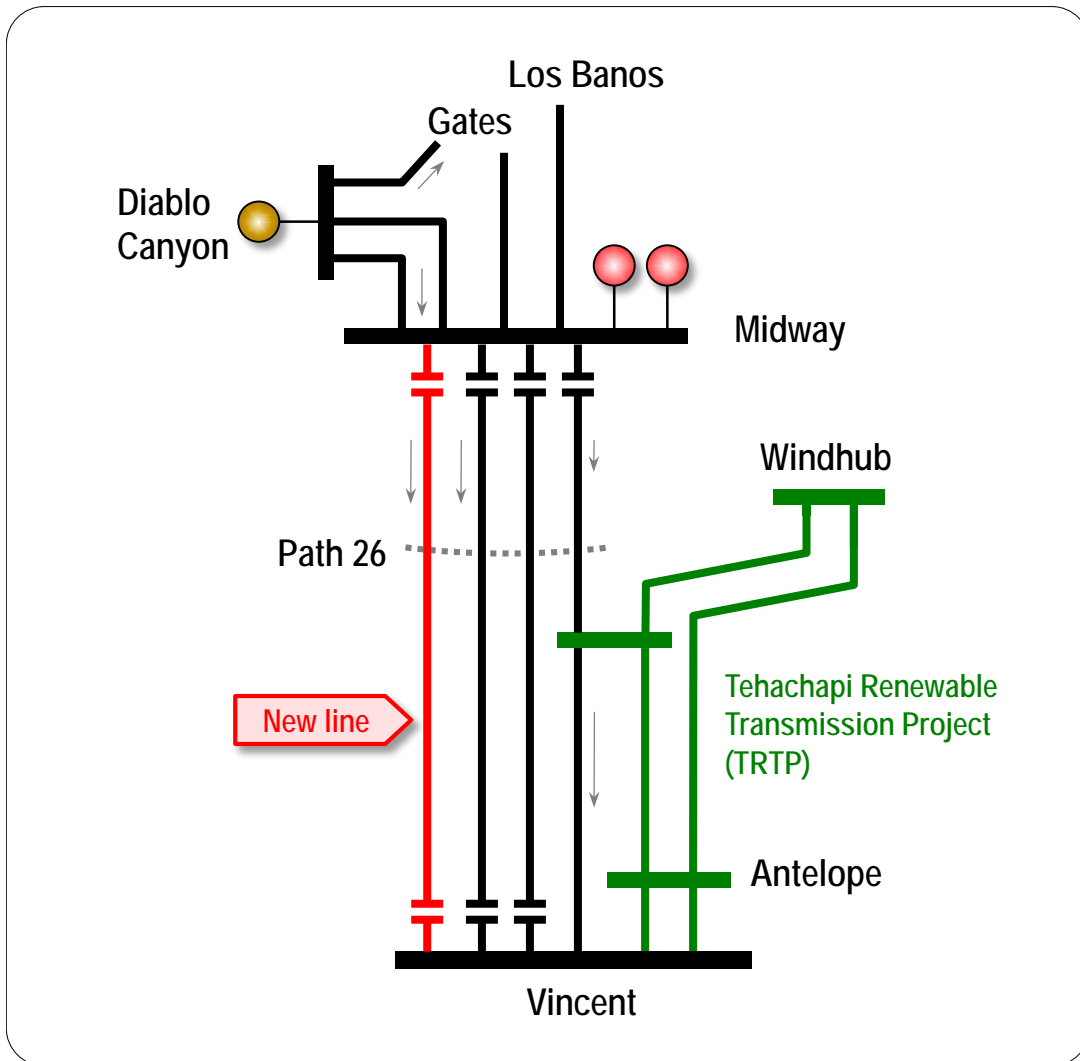 Los Banos
Gates
Diablo
Canyon
Midway
Windhub
Path 26
New line
Tehachapi Renewable
Transmission Project
(TRTP)
Antelope
Vincent